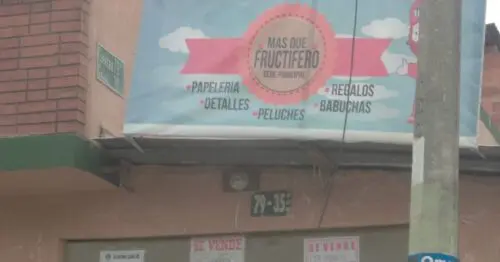 MAS QUE
FRUCTIFERO
SEDE PRINCIPAL
•PAPELERIA
•DETALLES
•PELUCHES
•REGALOS
•BABUCHAS
79-35
SE VENDE
SE VENDE